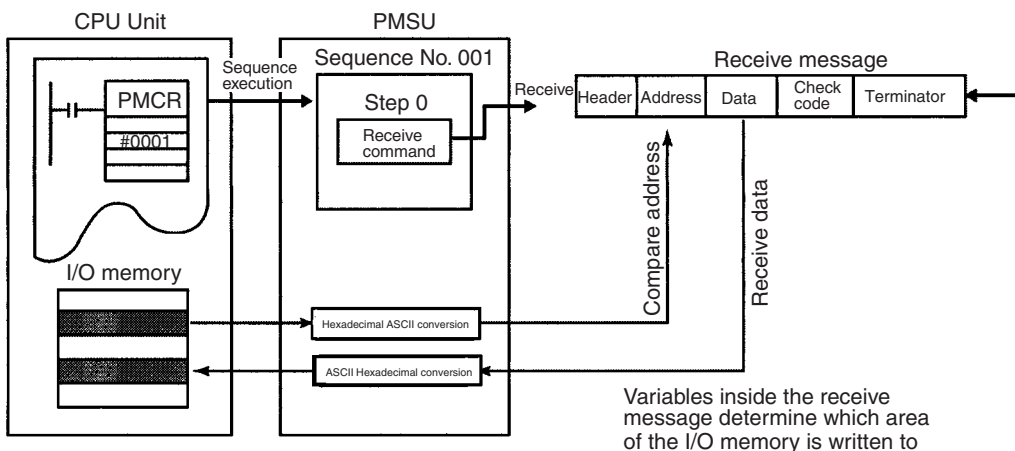 CPU Unit
PMCR
#0001
I/O memory
Sequence
execution
PMSU
Sequence No. 001
Step 0
Receive
command
Hexadecimal ASCII conversion
ASCII Hexadecimal conversion
Receive
Receive message
Header
Address
Data
Check
code
Terminator
Compare address
Receive data
Variables inside the receive
message determine which area
of the I/O memory is written to